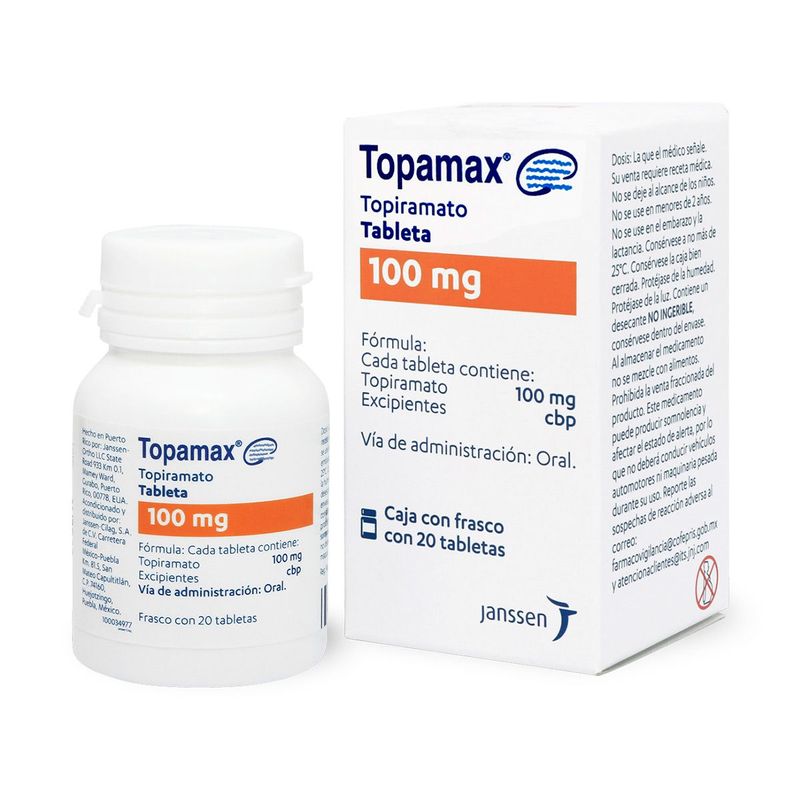 Topamax®
Topiramato
Tableta
100 mg
Fórmula:
Cada tableta contiene:
Topiramato 100 mg
Excipientes cbp
Vía de administración: Oral.
Caja con frasco
con 20 tabletas
janssen
Dosis: La que el médico señale.
Su venta requiere receta médica.
No se deje al alcance de los niños.
No se use en menores de 2 años.
No se use en el embarazo y la
lactancia. Consérvese a no más de
25°C. Consérvese la caja bien
cerrada. Protéjase de la humedad.
Protéjase de la luz. Contiene un
desecante NO INGERIBLE,
consérvese dentro del envase.
Al almacenar el medicamento
no se mezcle con alimentos.
Prohibida la venta fraccionada del
producto. Este medicamento
puede producir somnolencia y
afectar el estado de alerta, por lo
que no deberá conducir vehículos
automotores ni maquinaria pesada
durante su uso. Reporte las
sospechas de reacción adversa al
correo:
farmacovigilancia@cofepris.gob.mx
y atencionaclientes@its.jnj.com
Hecho en Puerto
Rico por: Janssen-
Ortho LLC State
Road 933 Km 0.1,
Mamey Ward,
Gurabo, Puerto
Rico, 00778, EUA.
Acondicionado y
distribuido por:
Janssen-Cilag, S.A.
de C.V. Carretera
Federal
México-Puebla
Km. 81.5, San
Mateo Capultitlán,
C.P. 74160,
Huejotzingo,
Puebla, México.
100034977
Topamax®
Topiramato
Tableta
100 mg
Fórmula: Cada tableta contiene:
Topiramato 100 mg
Excipientes cbp
Vía de administración: Oral.
Frasco con 20 tabletas